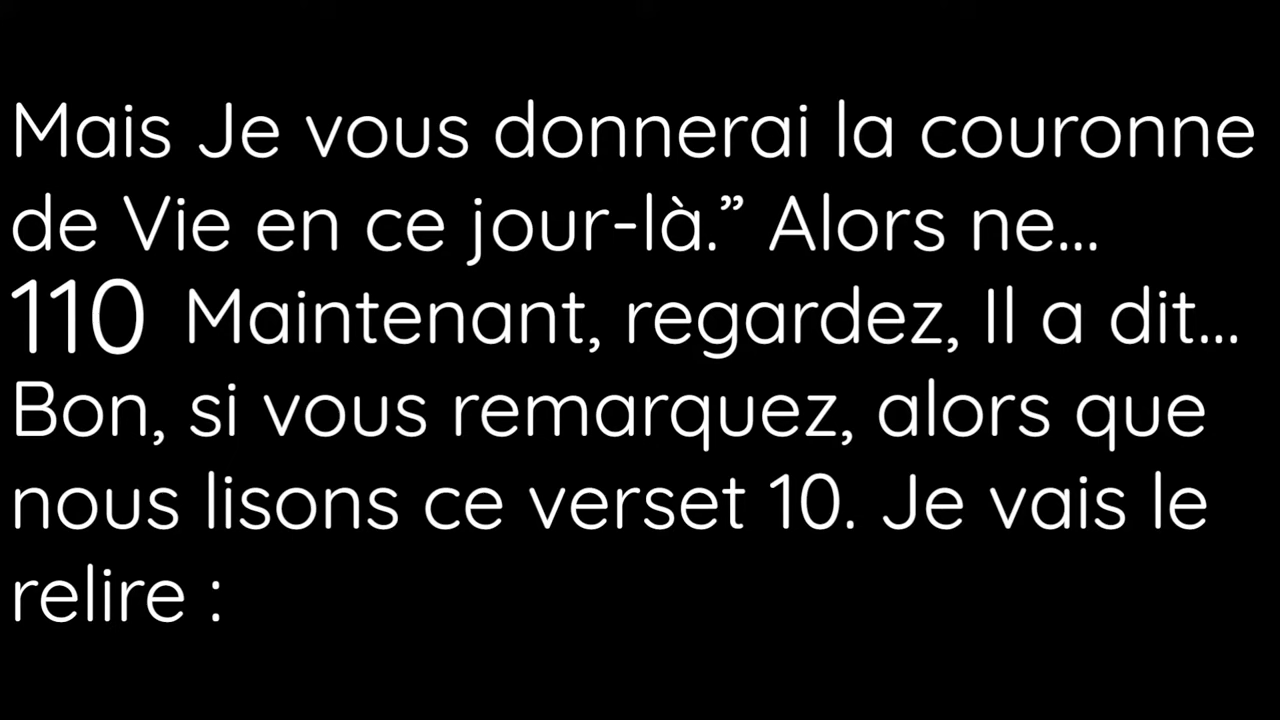 Mais Je vous donnerai la couronne
de Vie en ce jour-là.” Alors ne...
110 Maintenant, regardez, Il a dit...
Bon, si vous remarquez, alors que
nous lisons ce verset 10. Je vais le
relire :